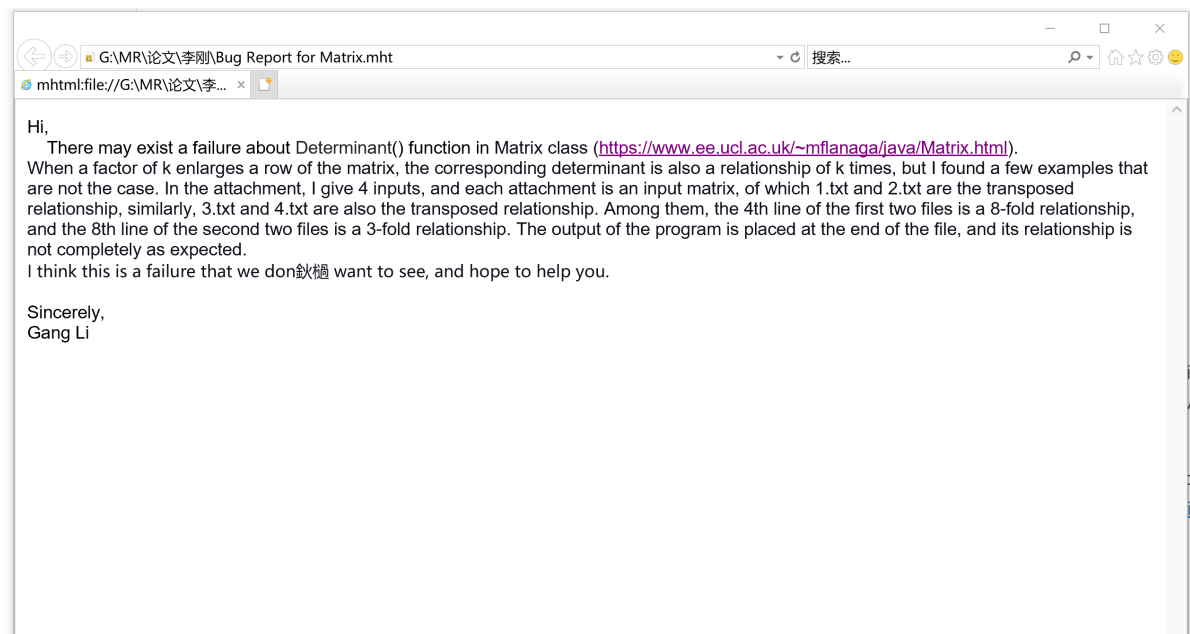 G:\MR\论文\李刚\Bug Report for Matrix.mht
搜索...
mhtml:file://G:\MR\论文\李...
Hi,
There may exist a failure about Determinant() function in Matrix class (https://www.ee.ucl.ac.uk/~mflanaga/java/Matrix.html).
When a factor of k enlarges a row of the matrix, the corresponding determinant is also a relationship of k times, but I found a few examples that
are not the case. In the attachment, I give 4 inputs, and each attachment is an input matrix, of which 1.txt and 2.txt are the transposed
relationship, similarly, 3.txt and 4.txt are also the transposed relationship. Among them, the 4th line of the first two files is a 8-fold relationship,
and the 8th line of the second two files is a 3-fold relationship. The output of the program is placed at the end of the file, and its relationship is
not completely as expected.
I think this is a failure that we don鈥檛 want to see, and hope to help you.
Sincerely,
Gang Li